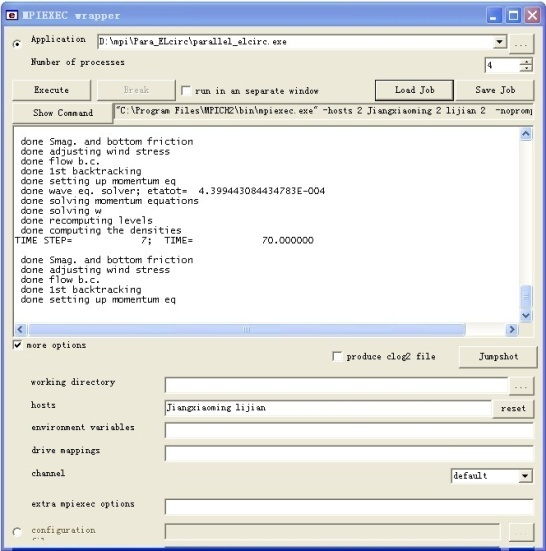 MPIEXEC wrapper
Application D:\mpi\Para_ELcirc\parallel_elcirc.exe ...
Number of processes 4
Execute Break run in an separate window Load Job Save Job
Show Command "C:\Program Files\MPICH2\bin\mpiexec.exe" -hosts 2 Jiangxiaoming 2 lijian 2 -noprom
done Smag. and bottom friction
done adjusting wind stress
done flow b.c.
done 1st backtracking
done setting up momentum eq
done wave eq. solver; etatot= 4.399443084434783E-004
done solving momentum equations
done solving w
done recomputing levels
done computing the densities
TIME STEP= 7; TIME= 70.000000
done Smag. and bottom friction
done adjusting wind stress
done flow b.c.
done 1st backtracking
done setting up momentum eq
more options
produce clog2 file Jumpshot
working directory ...
hosts Jiangxiaoming lijian reset
environment variables
drive mappings
channel default
extra mpiexec options
configuration